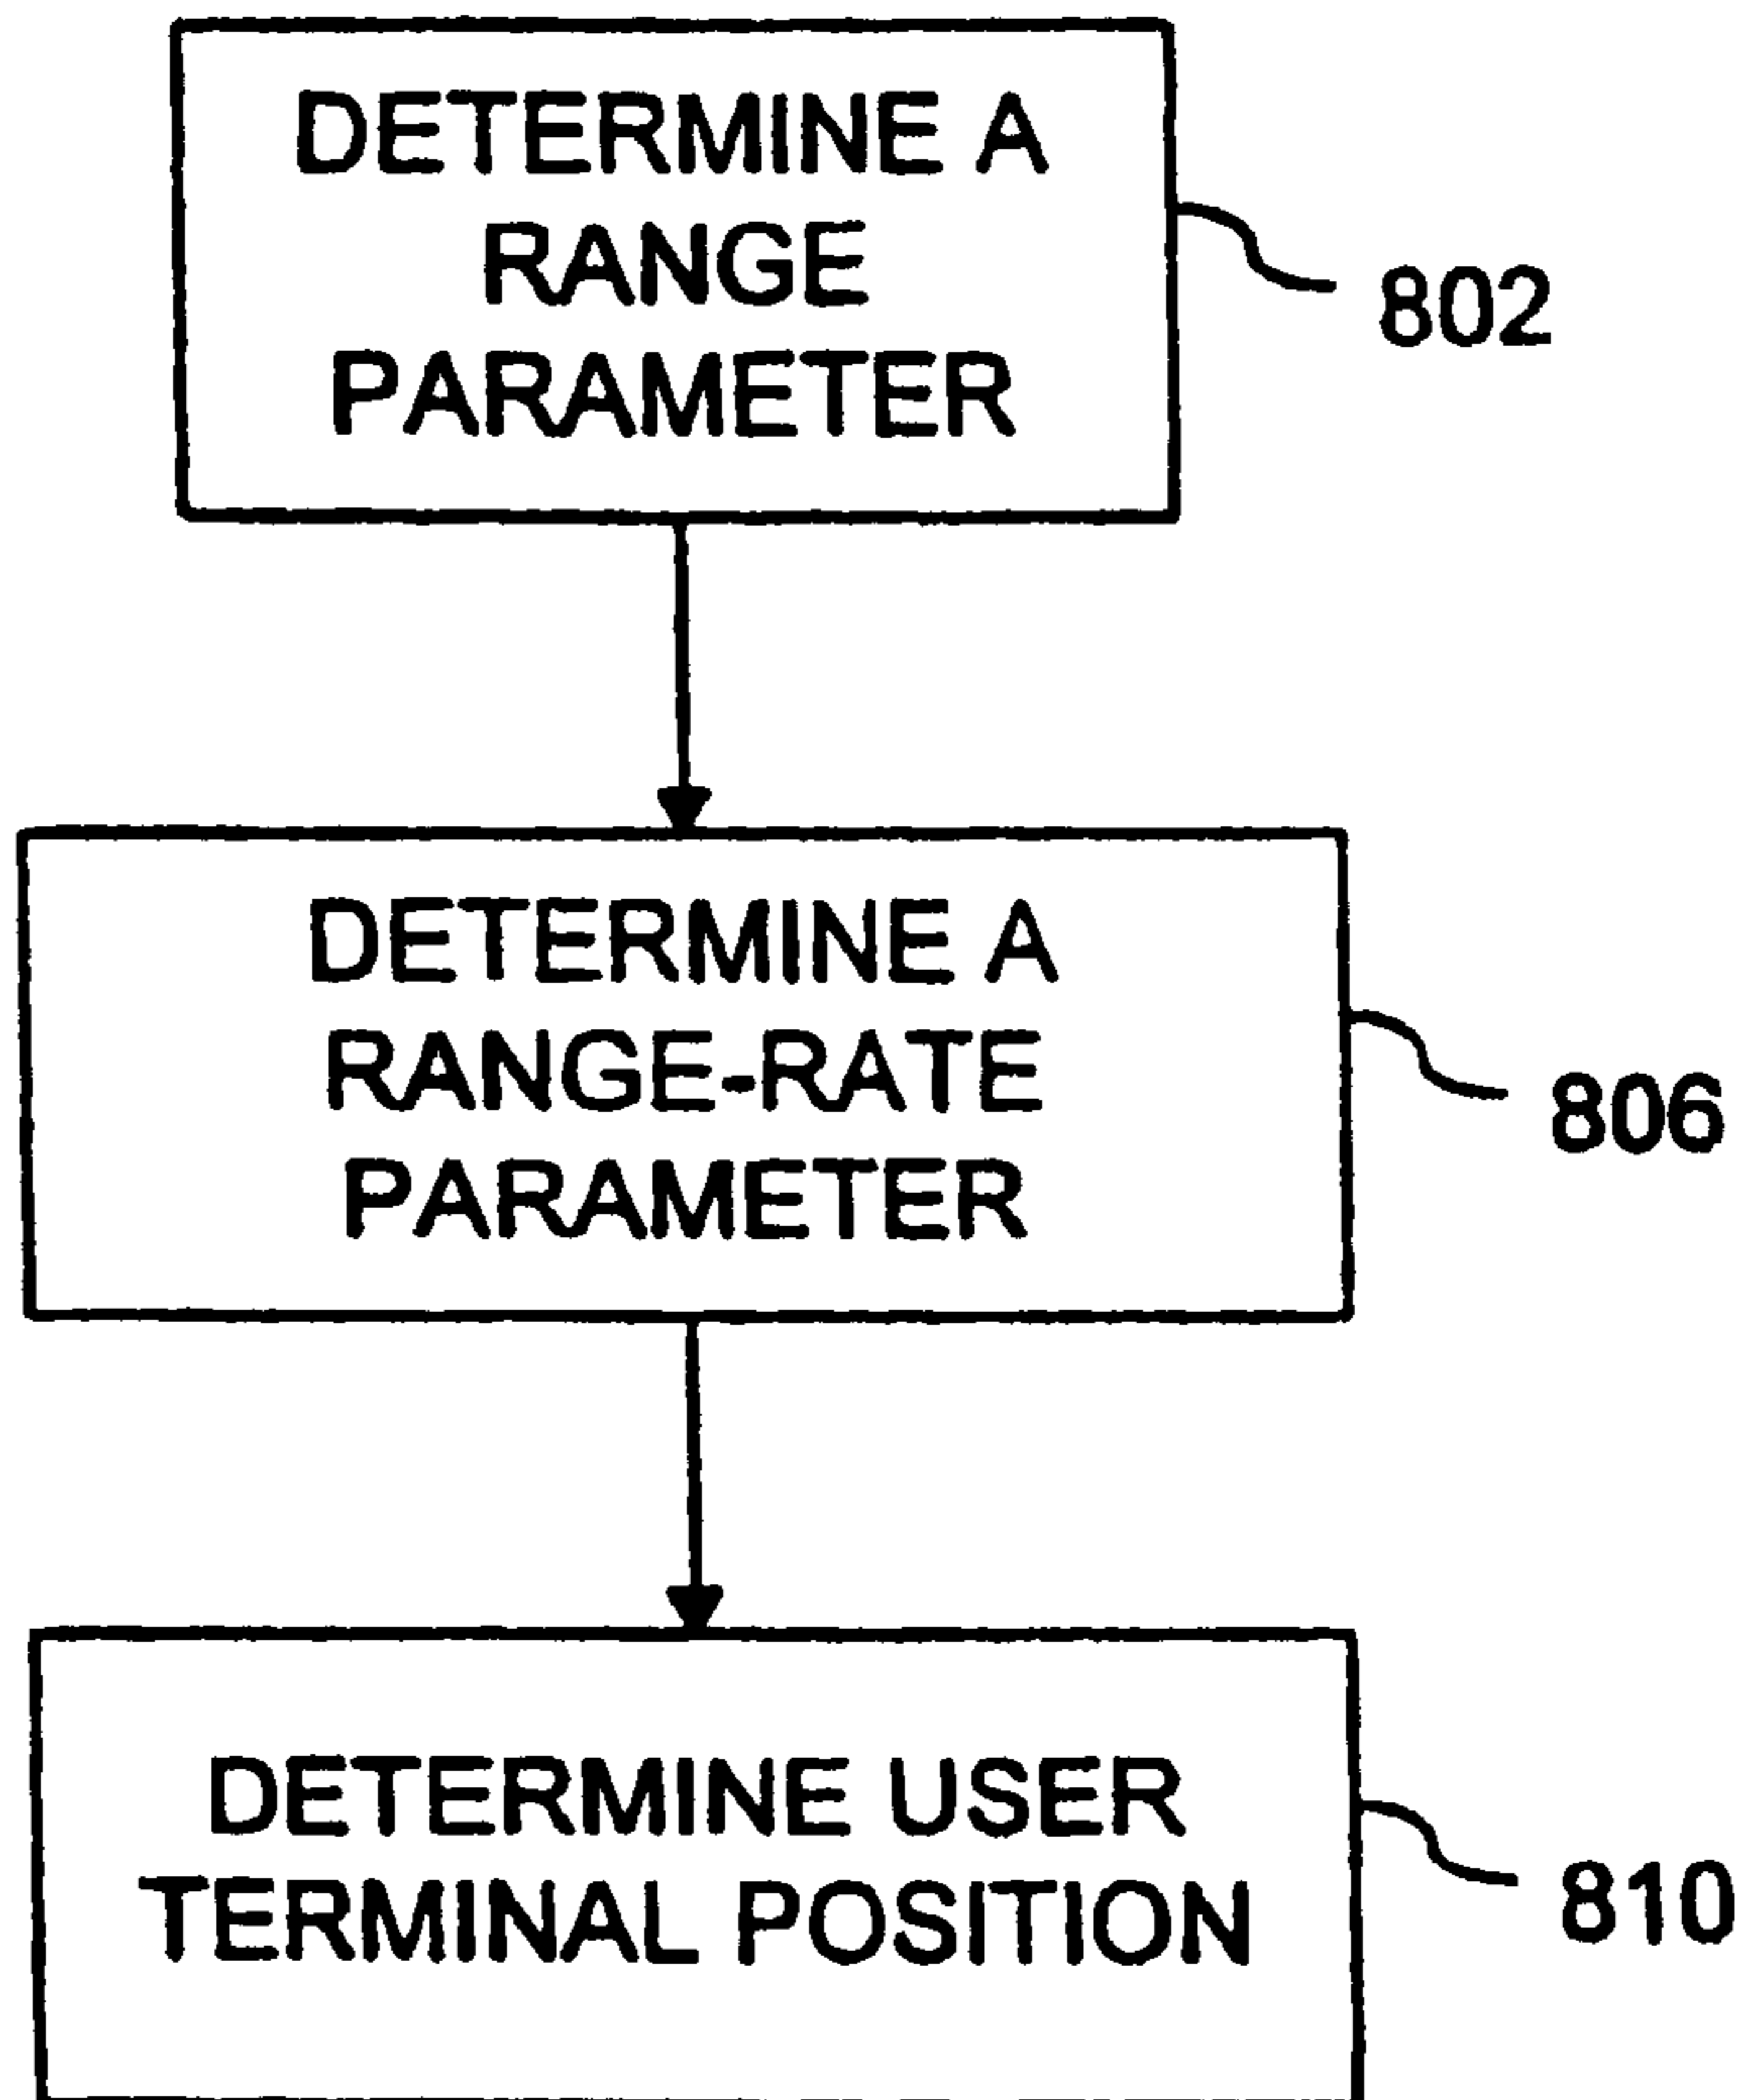 DETERMINE A
RANGE
PARAMETER
802
DETERMINE A
RANGE-RATE
PARAMETER
806
DETERMINE USER
TERMINAL POSITION
810